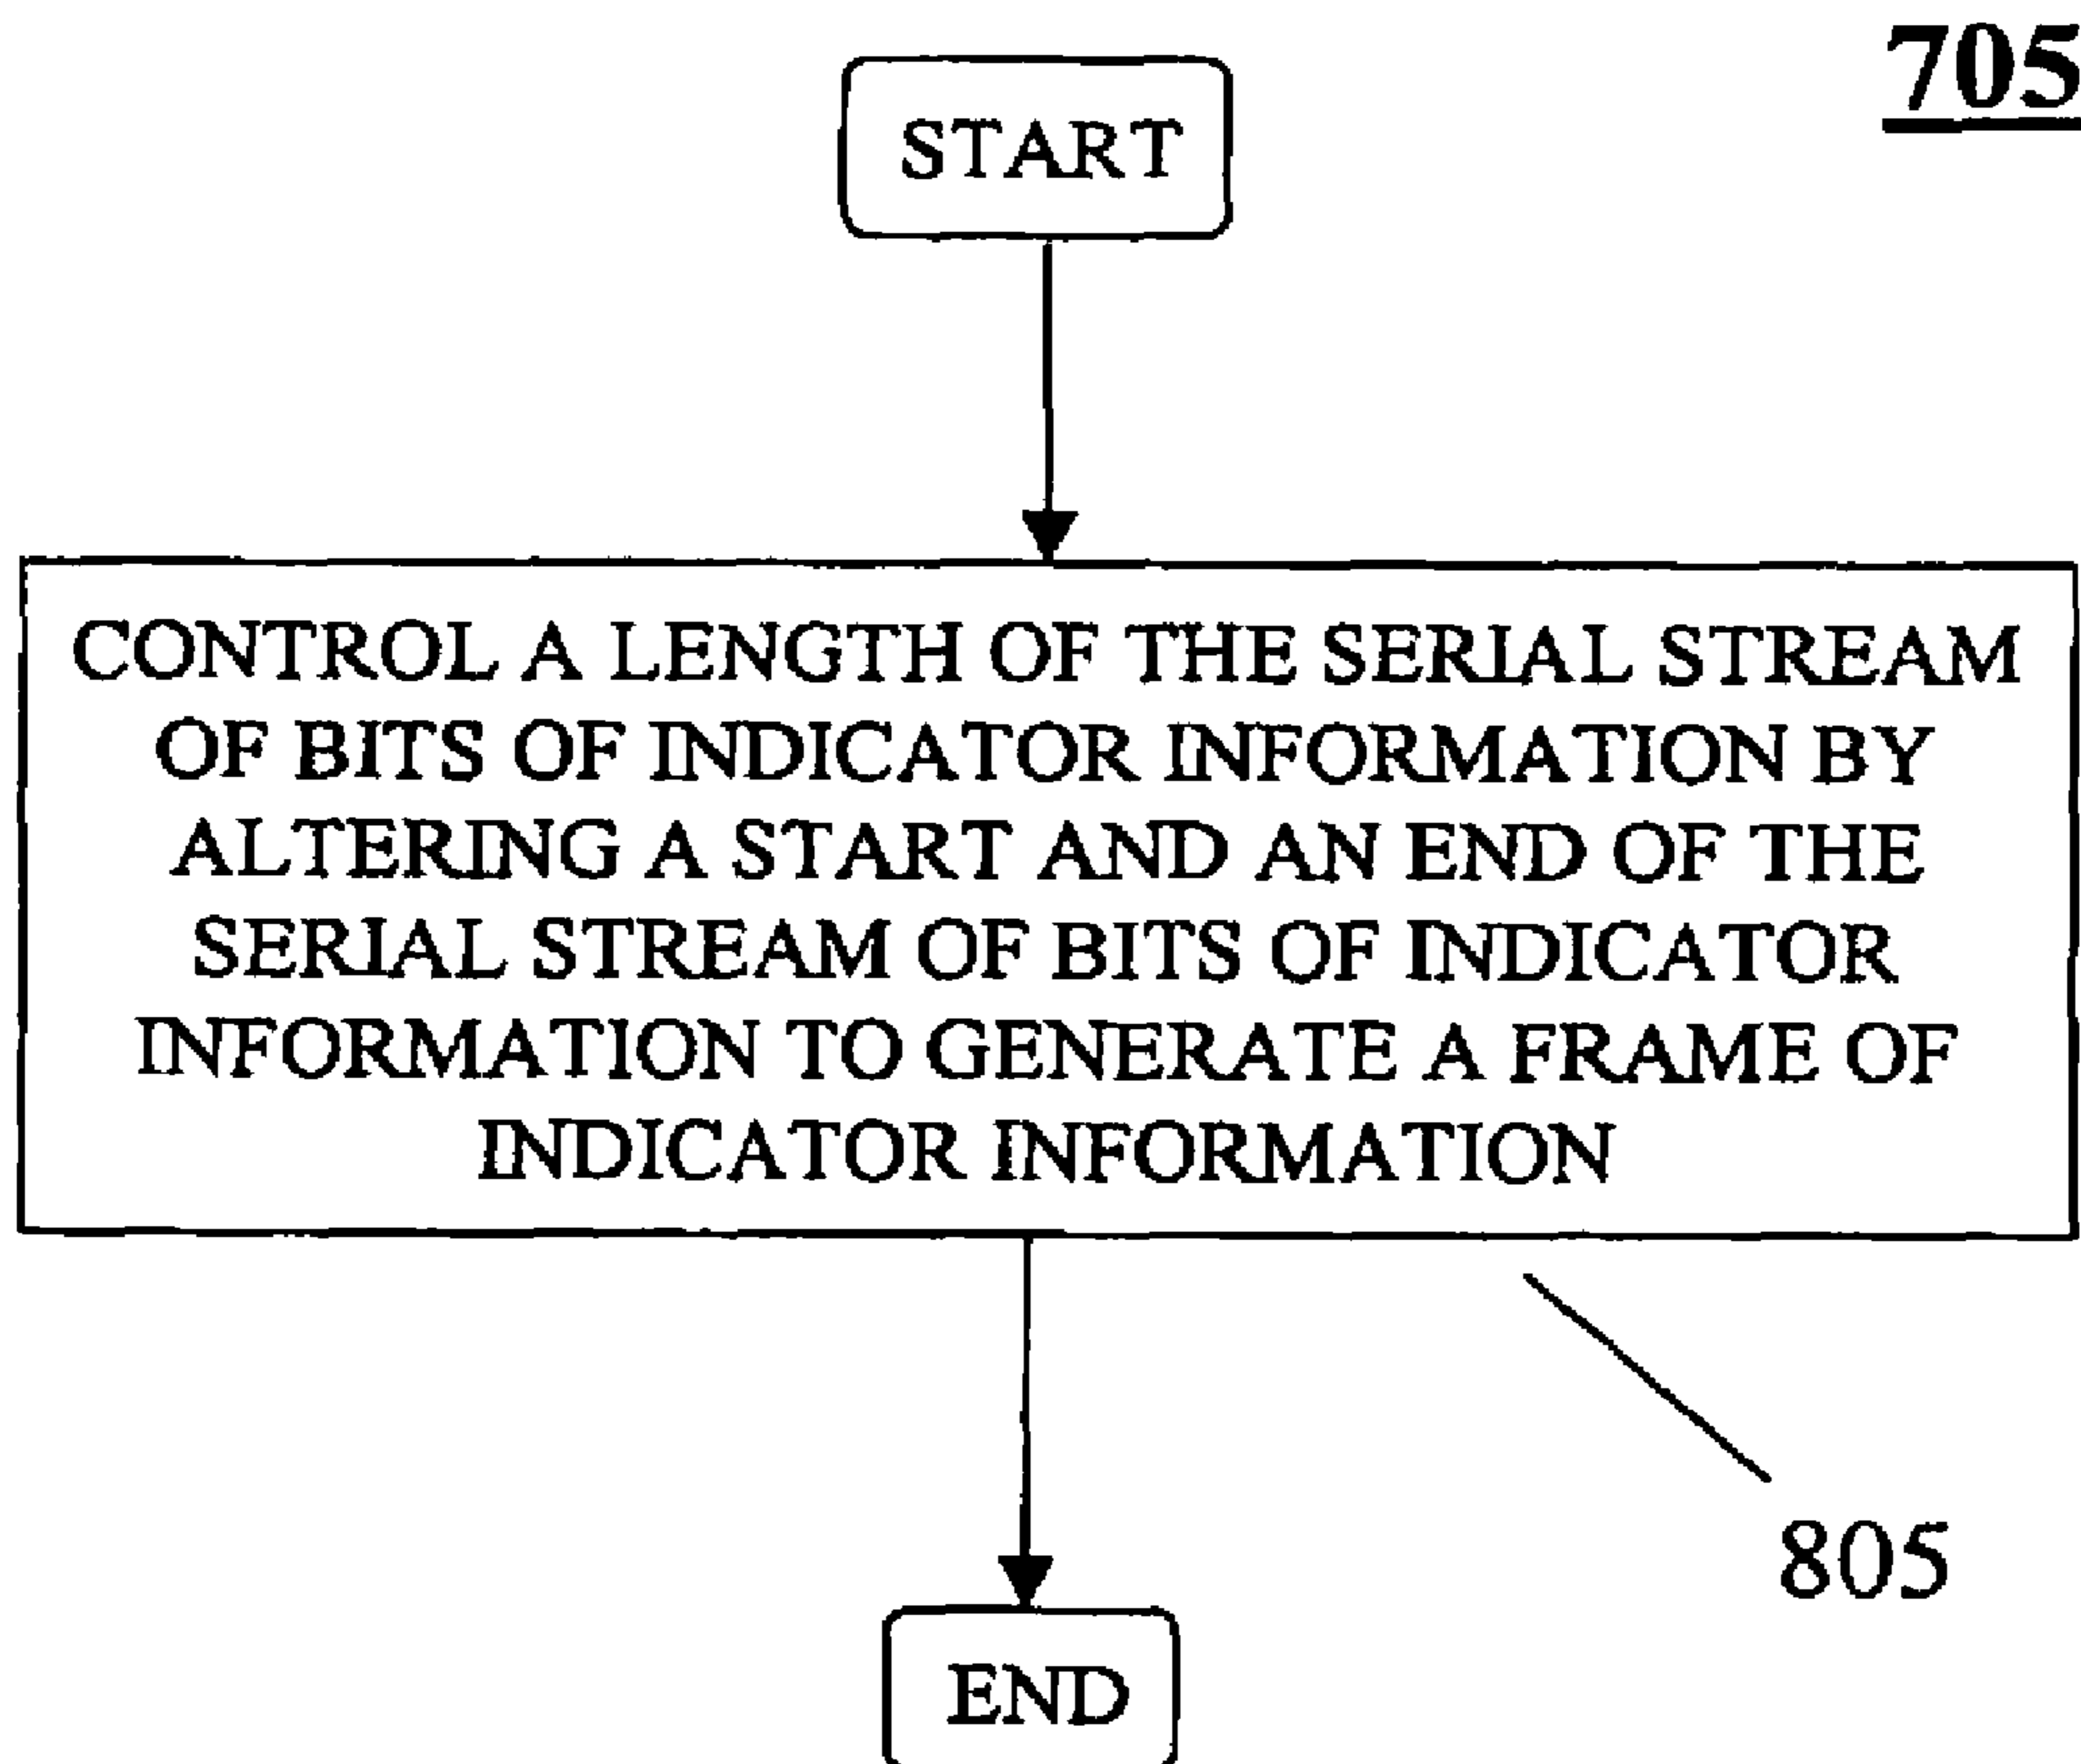 705
START
CONTROL A LENGTH OF THE SERIAL STREAM
OF BITS OF INDICATOR INFORMATION BY
ALTERING A START AND AN END OF THE
SERIAL STREAM OF BITS OF INDICATOR
INFORMATION TO GENERATE A FRAME OF
INDICATOR INFORMATION
805
END